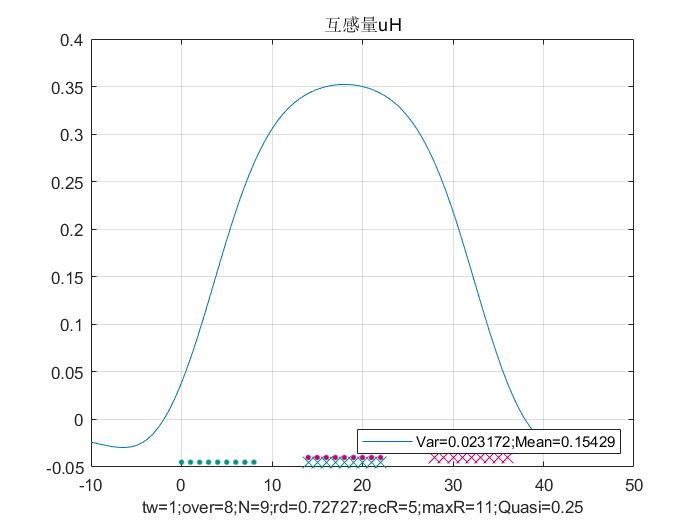 互感量uH
0.4
0.35
0.3
0.25
0.2
0.15
0.1
0.05
0
-0.05
Var=0.023172;Mean=0.15429
-10 0 10 20 30 40 50
tw=1;over=8;N=9;rd=0.72727;recR=5;maxR=11;Quasi=0.25